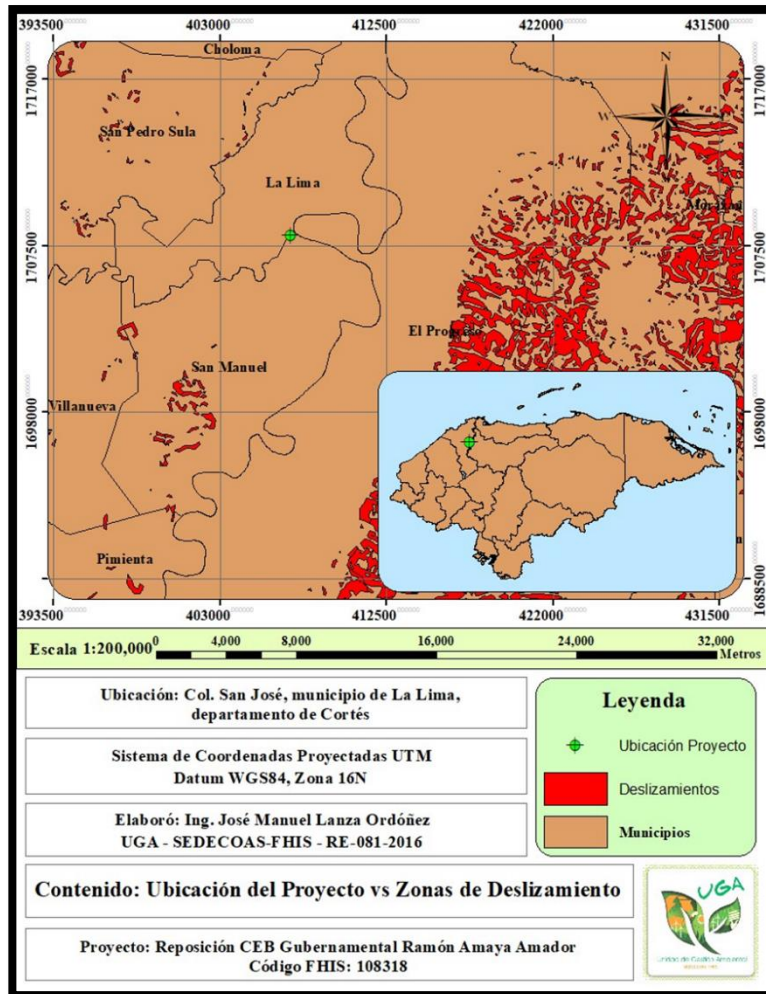 393500 403000 412500 422000 431500
Choloma
1717000 1717000
N
W
San Pedro Sula
La Lima
1707500 1707500
El Progreso
San Manuel
Villanueva
1698000 1698000
Pimienta
1688500 1688500
393500 403000 412500 422000 431500
Escala 1:200,000
0 4,000 8,000 16,000 24,000 32,000
Metros
Ubicación: Col. San José, municipio de La Lima,
departamento de Cortés
Sistema de Coordenadas Proyectadas UTM
Datum WGS84, Zona 16N
Elaboró: Ing. José Manuel Lanza Ordóñez
UGA - SEDECOAS-FHIS - RE-081-2016
Contenido: Ubicación del Proyecto vs Zonas de Deslizamiento
Proyecto: Reposición CEB Gubernamental Ramón Amaya Amador
Código FHIS: 108318
Leyenda
Ubicación Proyecto
Deslizamientos
Municipios
UGA
Unidad de Gestión Ambiental